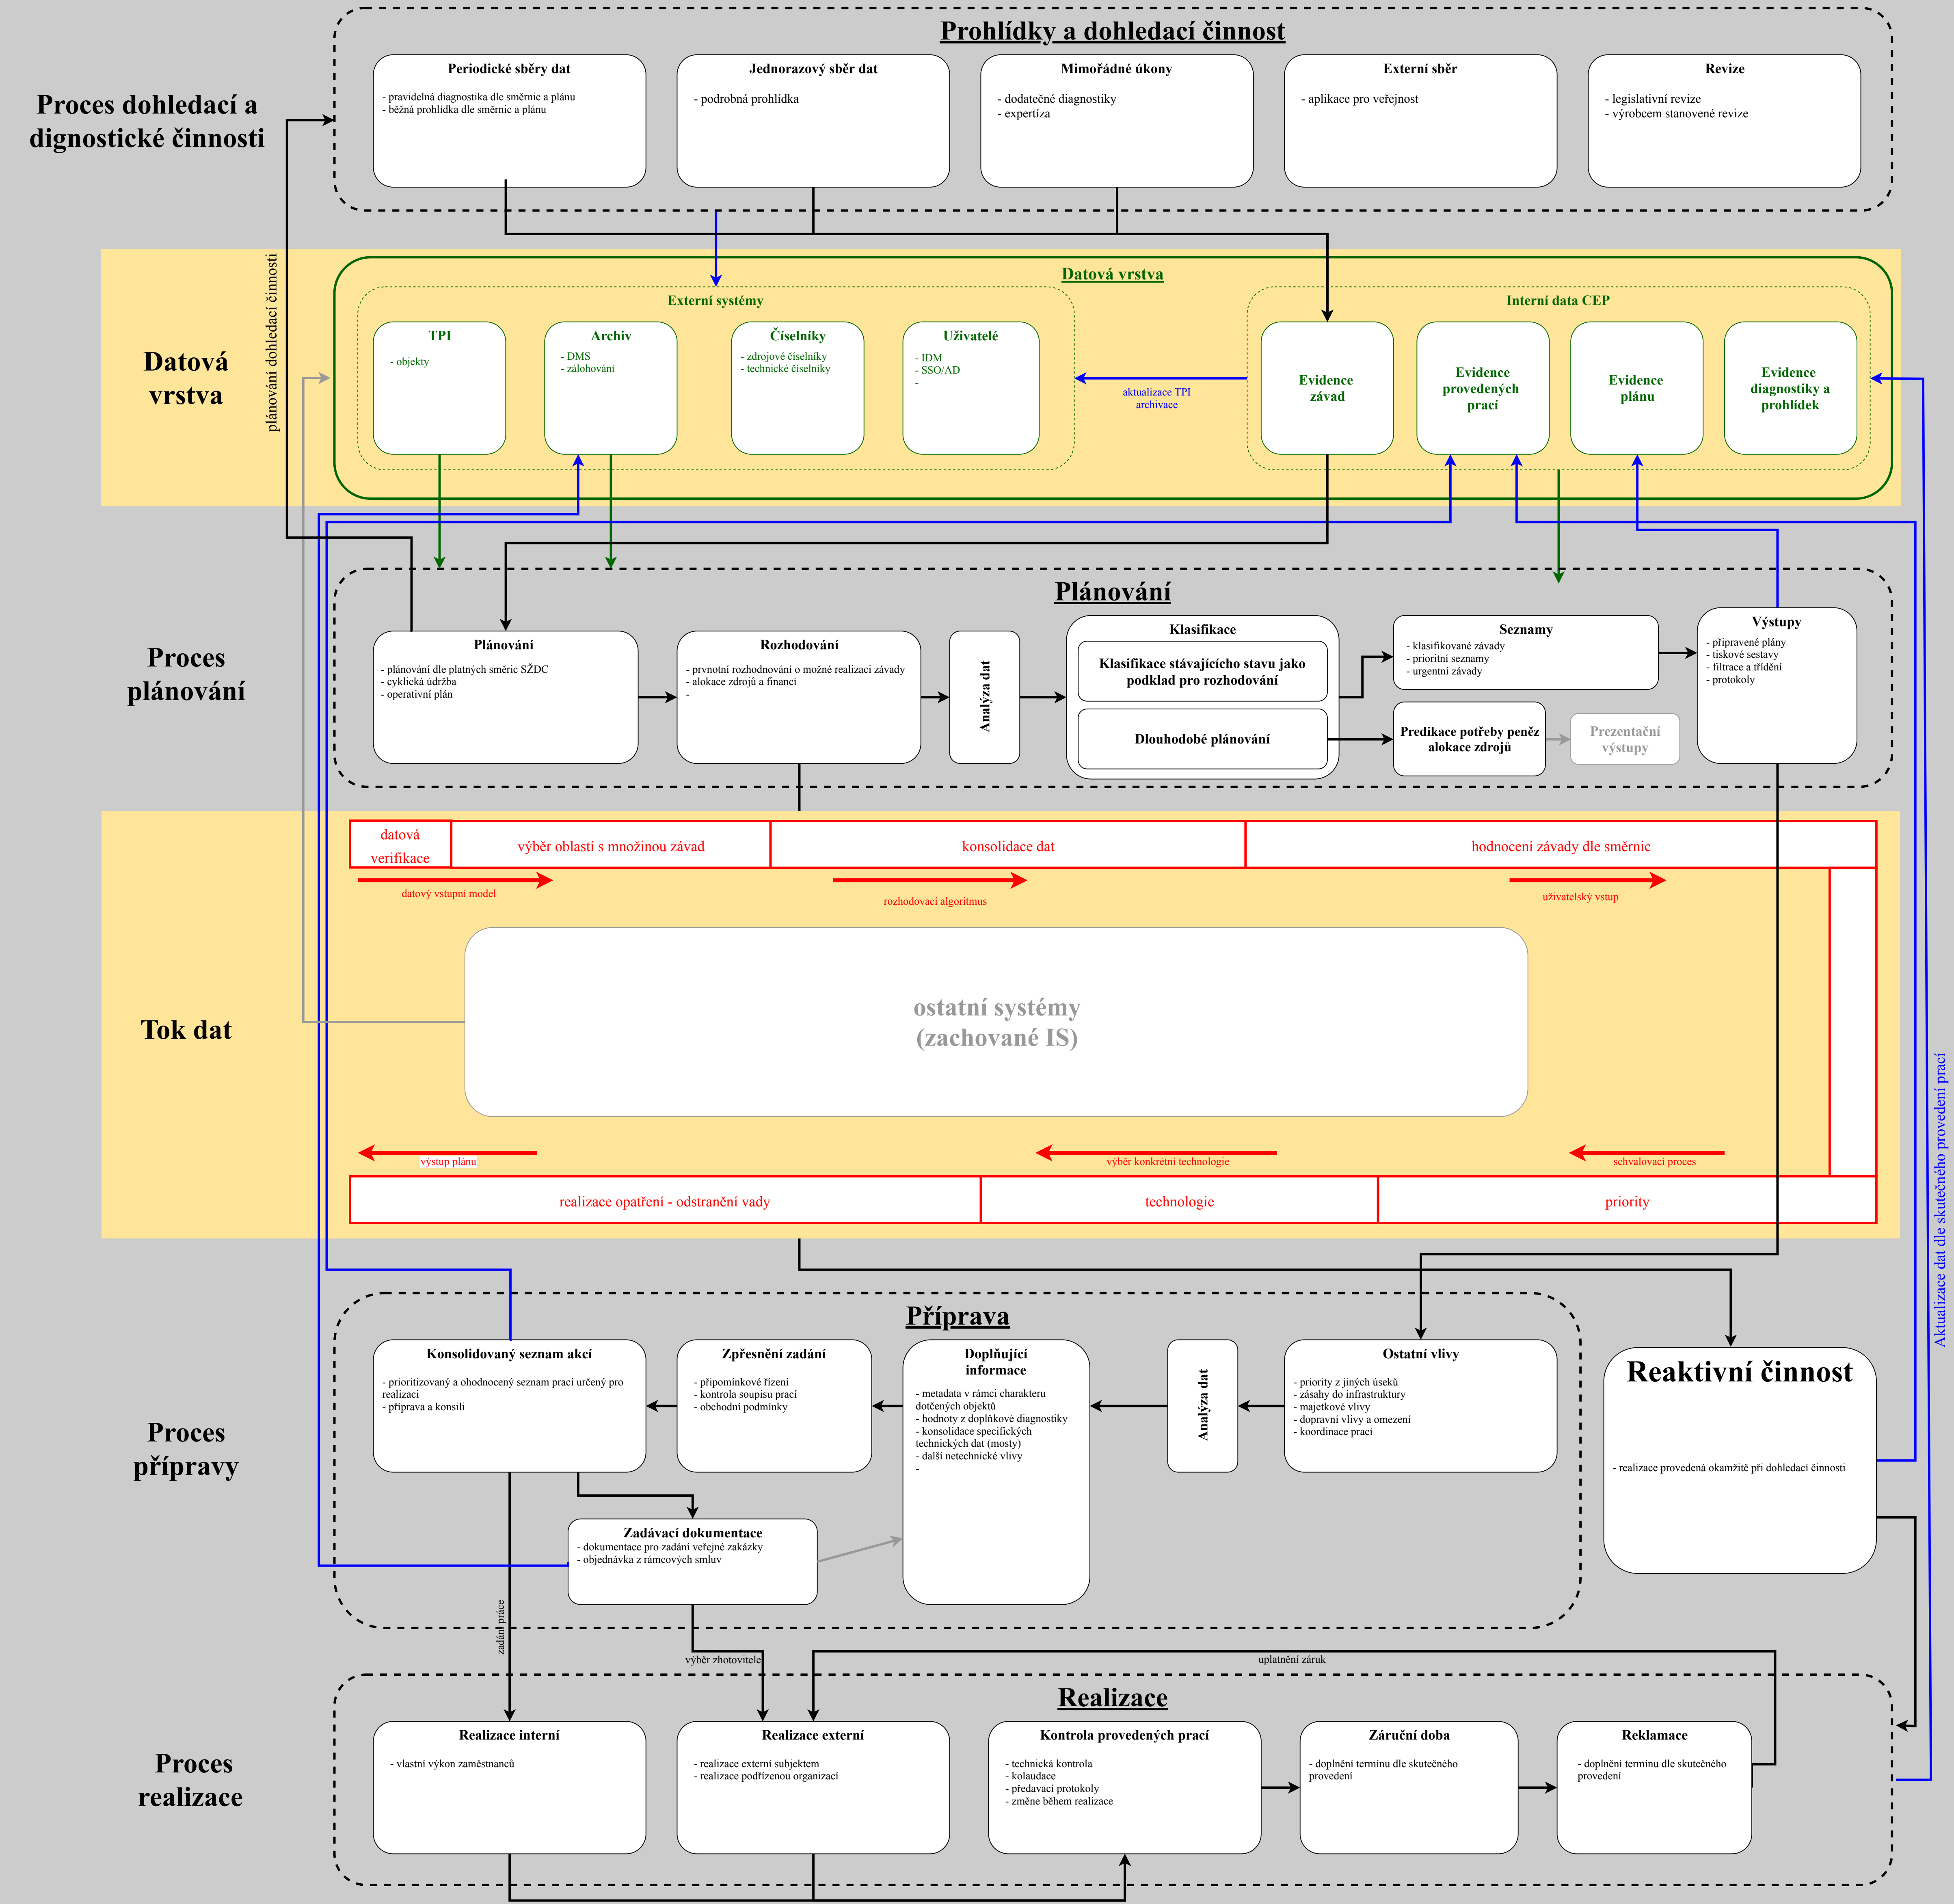 Prohlídky a dohledací činnost
Proces dohledací a
dignostické činnosti
Periodické sběry dat
- pravidelná diagnostika dle směrnic a plánu
- běžná prohlídka dle směrnic a plánu
Jednorazový sběr dat
- podrobná prohlídka
Mimořádné úkony
- dodatečné diagnostiky
- expertíza
Externí sběr
- aplikace pro veřejnost
Revize
- legislativní revize
- výrobcem stanovené revize
plánování dohledací činnosti
Datová
vrstva
Datová vrstva
Externí systémy
TPI
- objekty
Archiv
- DMS
- zálohování
Číselníky
- zdrojové číselníky
- technické číselníky
Uživatelé
- IDM
- SSO/AD
-
aktualizace TPI
archivace
Interní data CEP
Evidence
závad
Evidence
provedených
prací
Evidence
plánu
Evidence
diagnostiky a
prohlídek
Proces
plánování
Plánování
Plánování
- plánování dle platných směric SŽDC
- cyklická údržba
- operativní plán
Rozhodování
- prvnotní rozhodnování o možné realizaci závady
- alokace zdrojů a financí
-
Analýza dat
Klasifikace
Klasifikace stávajícícho stavu jako
podklad pro rozhodování
Dlouhodobé plánování
Seznamy
- klasifikované závady
- prioritní seznamy
- urgentní závady
Predikace potřeby peněz
alokace zdrojů
Prezentační
výstupy
Výstupy
- připravené plány
- tiskové sestavy
- filtrace a třídění
- protokoly
Tok dat
datová
verifikace
výběr oblastí s množinou závad
konsolidace dat
hodnocení závady dle směrnic
datový vstupní model
rozhodovací algoritmus
uživatelský vstup
ostatní systémy
(zachované IS)
výstup plánu
výběr konkrétní technologie
schvalovací proces
realizace opatření - odstranění vady
technologie
priority
Aktualizace dat dle skutečného provedení prací
Proces
přípravy
Příprava
Konsolidovaný seznam akcí
- prioritizovaný a ohodnocený seznam prací určený pro
realizaci
- příprava a konsili
Zpřesnění zadání
- připomínkové řízení
- kontrola soupisu prací
- obchodní podmínky
Doplňující
informace
- metadata v rámci charakteru
dotčených objektů
- hodnoty z doplňkové diagnostiky
- konsolidace specifických
technických dat (mosty)
- další netechnické vlivy
-
Analýza dat
Ostatní vlivy
- priority z jiných úseků
- zásahy do infrastruktury
- majetkové vlivy
- dopravní vlivy a omezení
- koordinace prací
Reaktivní činnost
- realizace provedená okamžitě při dohledací činnosti
Zadávací dokumentace
- dokumentace pro zadání veřejné zakázky
- objednávka z rámcových smluv
zadání práce
výběr zhotovitele
uplatnění záruk
Proces
realizace
Realizace
Realizace interní
- vlastní výkon zaměstnanců
Realizace externí
- realizace externí subjektem
- realizace podřízenou organizací
Kontrola provedených prací
- technická kontrola
- kolaudace
- předavací protokoly
- změne během realizace
Záruční doba
- doplnění termínu dle skutečného
provedení
Reklamace
- doplnění termínu dle skutečného
provedení